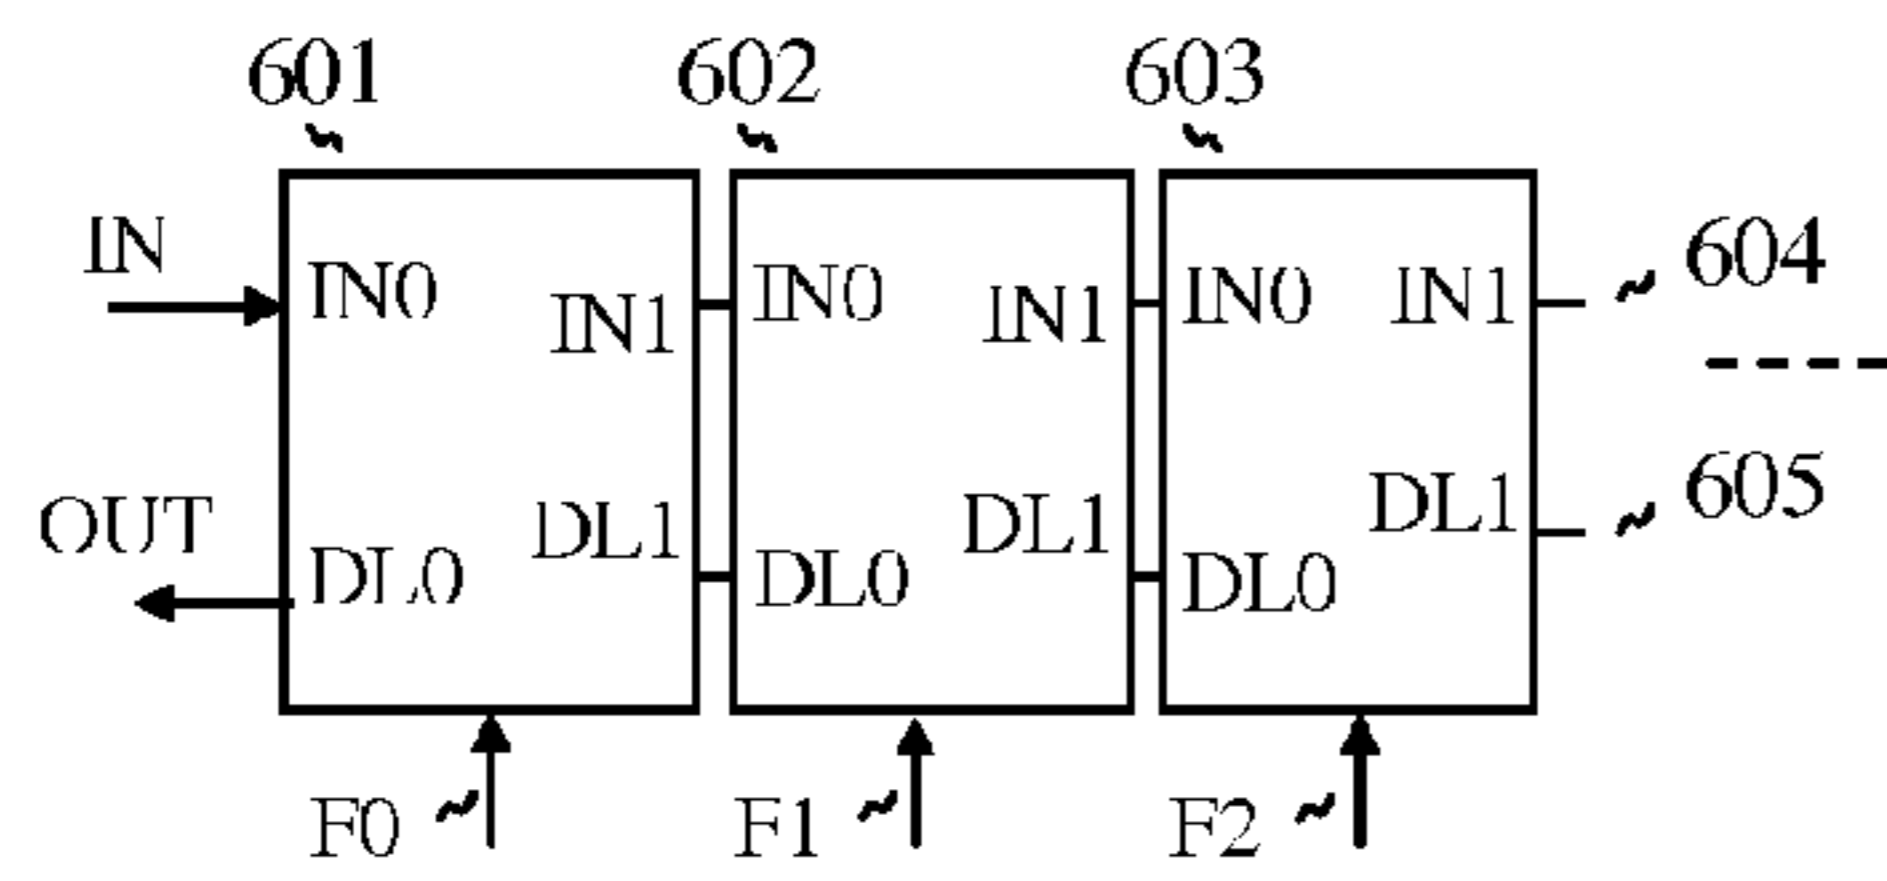 601 602 603
IN 604
IN0 IN1 IN0 IN1 IN0 IN1
OUT DL1 DL1 DL1 605
DL0 DL0 DL0
F0 F1 F2